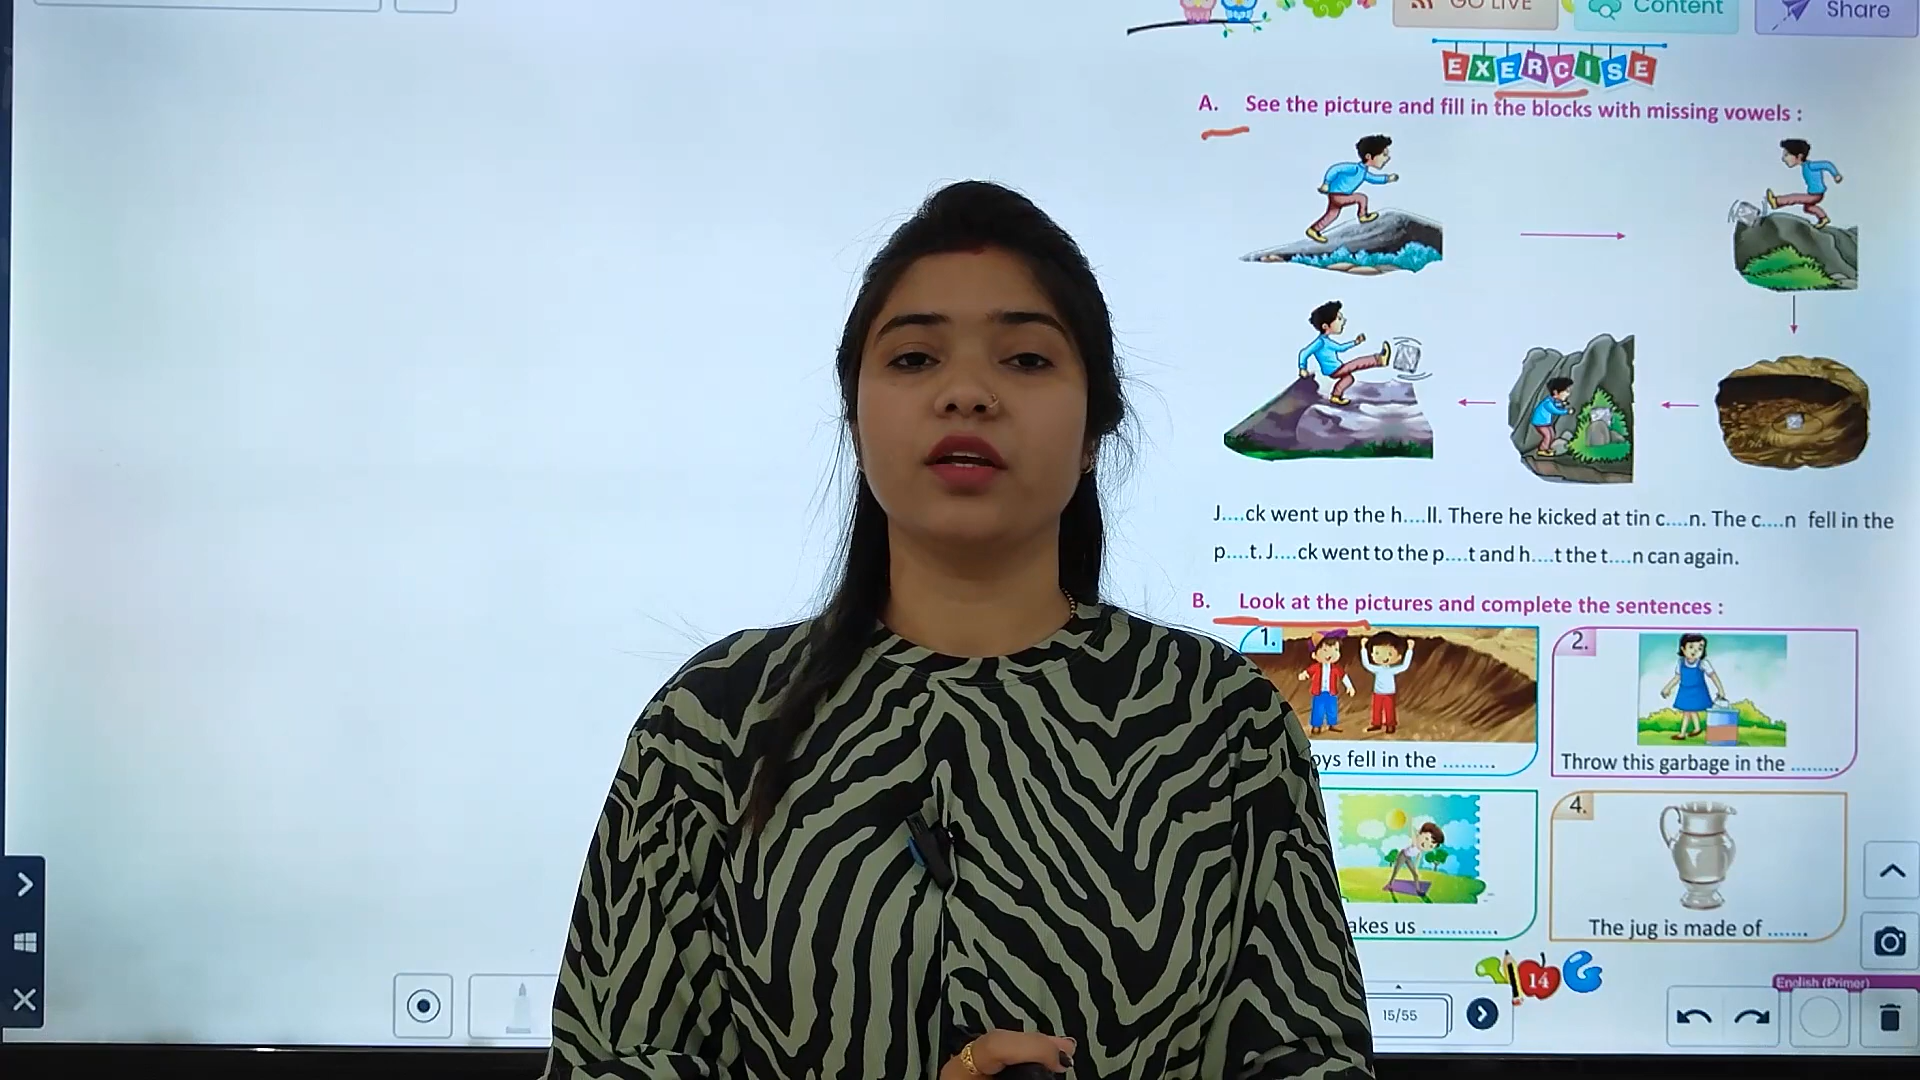 GO LIVE
Content
Share
EXERCISE
A. See the picture and fill in the blocks with missing vowels :
J....ck went up the h....ll. There he kicked at tin c....n. The c....n fell in the
p....t. J....ck went to the p....t and h....t the t....n can again.
B. Look at the pictures and complete the sentences :
1.
2.
oys fell in the .........
Throw this garbage in the .........
4.
akes us .............
The jug is made of .......
14
English (Primer)
15/55